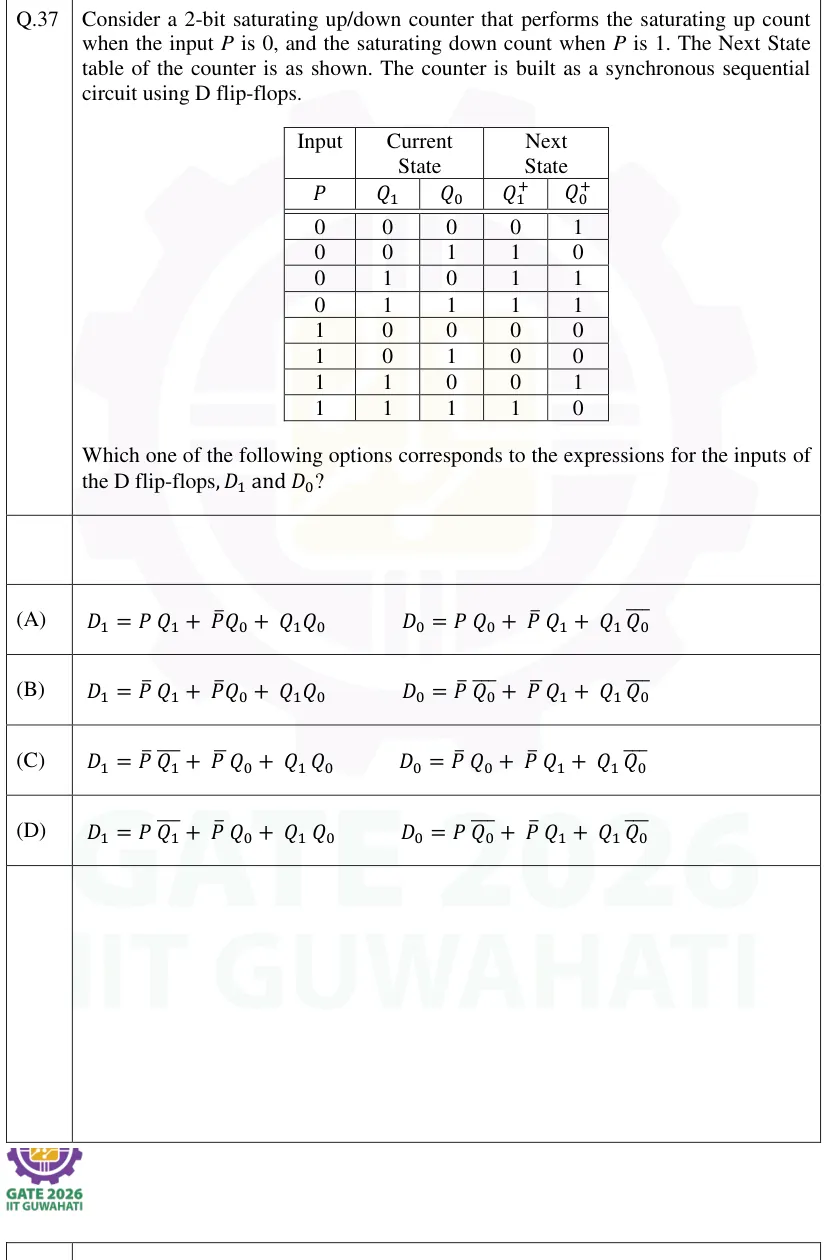 Q.37 Consider a 2-bit saturating up/down counter that performs the saturating up count
when the input P is 0, and the saturating down count when P is 1. The Next State
table of the counter is as shown. The counter is built as a synchronous sequential
circuit using D flip-flops.
Input Current State Next State
P Q₁ Q₀ Q₁⁺ Q₀⁺
0 0 0 0 1
0 0 1 1 0
0 1 0 1 1
0 1 1 1 1
1 0 0 0 0
1 0 1 0 0
1 1 0 0 1
1 1 1 1 0
Which one of the following options corresponds to the expressions for the inputs of
the D flip-flops, D₁ and D₀?
(A) D₁ = P Q₁ + P̅Q₀ + Q₁Q₀ D₀ = P Q₀ + P̅ Q₁ + Q₁ Q̅₀
(B) D₁ = P̅ Q₁ + P̅Q₀ + Q₁Q₀ D₀ = P̅ Q̅₀ + P̅ Q₁ + Q₁ Q̅₀
(C) D₁ = P̅ Q̅₁ + P̅ Q₀ + Q₁ Q₀ D₀ = P̅ Q₀ + P̅ Q₁ + Q₁ Q̅₀
(D) D₁ = P Q̅₁ + P̅ Q₀ + Q₁ Q₀ D₀ = P Q̅₀ + P̅ Q₁ + Q₁ Q̅₀
GATE 2026
IIT GUWAHATI
GATE 2026
IIT GUWAHATI